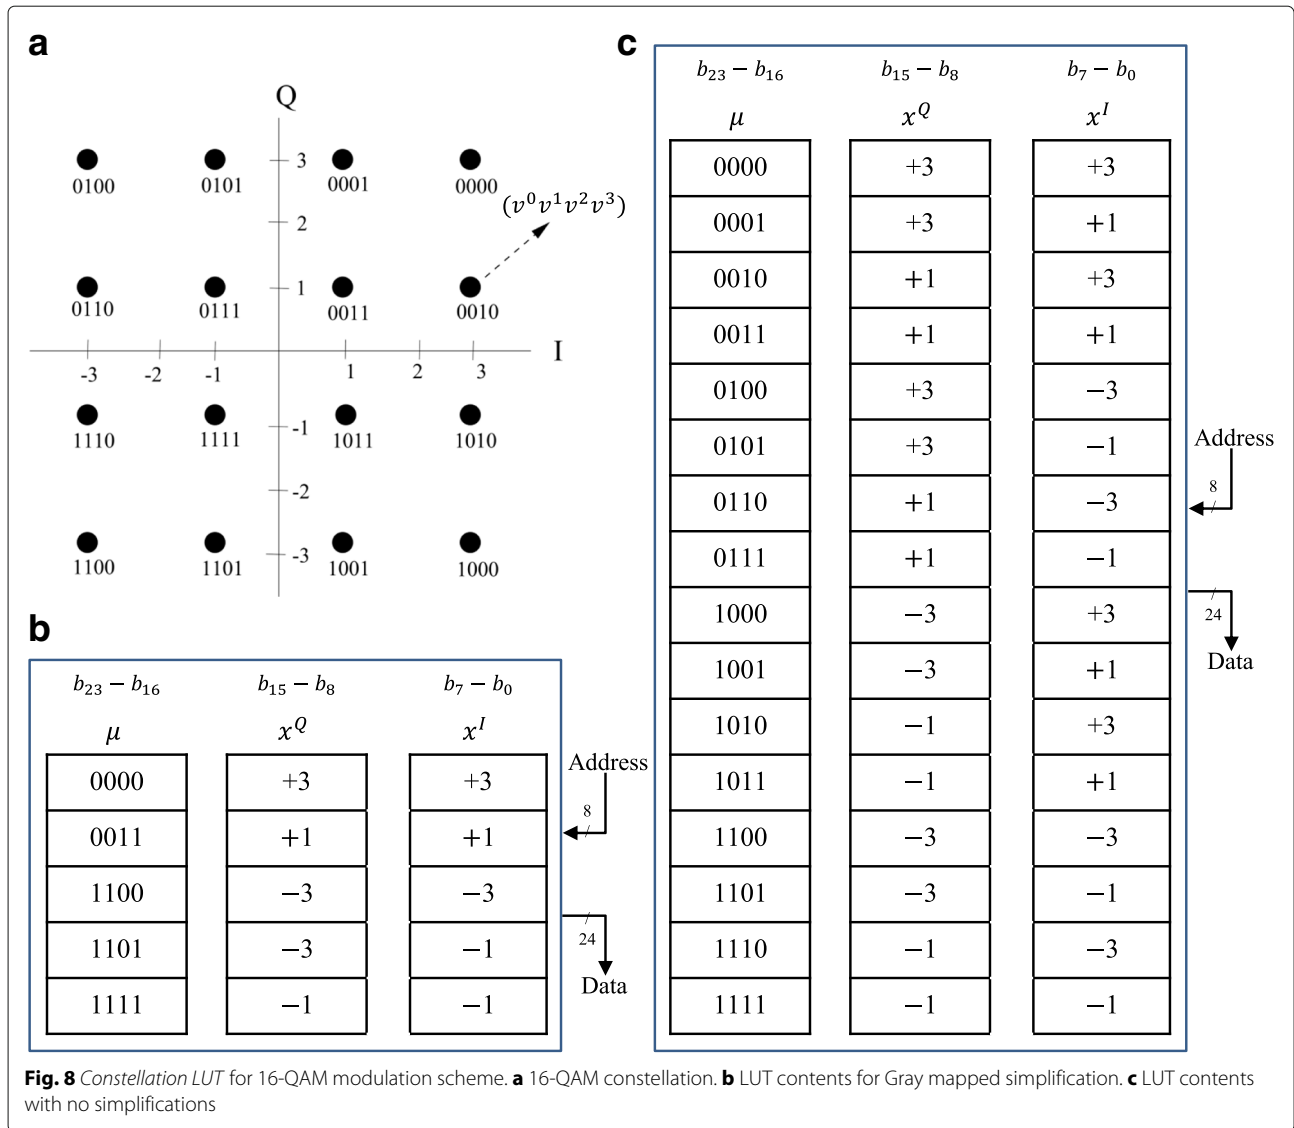 a
Q
3
0100 0101 0001 0000
(v⁰v¹v²v³)
2
1
0110 0111 0011 0010
I
-3 -2 -1 1 2 3
-1
1110 1111 1011 1010
-2
-3
1100 1101 1001 1000
b
b₂₃ − b₁₆ b₁₅ − b₈ b₇ − b₀
μ x^Q x^I
0000 +3 +3
0011 +1 +1
1100 −3 −3
1101 −3 −1
1111 −1 −1
Address
8
24
Data
c
b₂₃ − b₁₆ b₁₅ − b₈ b₇ − b₀
μ x^Q x^I
0000 +3 +3
0001 +3 +1
0010 +1 +3
0011 +1 +1
0100 +3 −3
0101 +3 −1
0110 +1 −3
0111 +1 −1
1000 −3 +3
1001 −3 +1
1010 −1 +3
1011 −1 +1
1100 −3 −3
1101 −3 −1
1110 −1 −3
1111 −1 −1
Address
8
24
Data
Fig. 8 Constellation LUT for 16-QAM modulation scheme. a 16-QAM constellation. b LUT contents for Gray mapped simplification. c LUT contents
with no simplifications